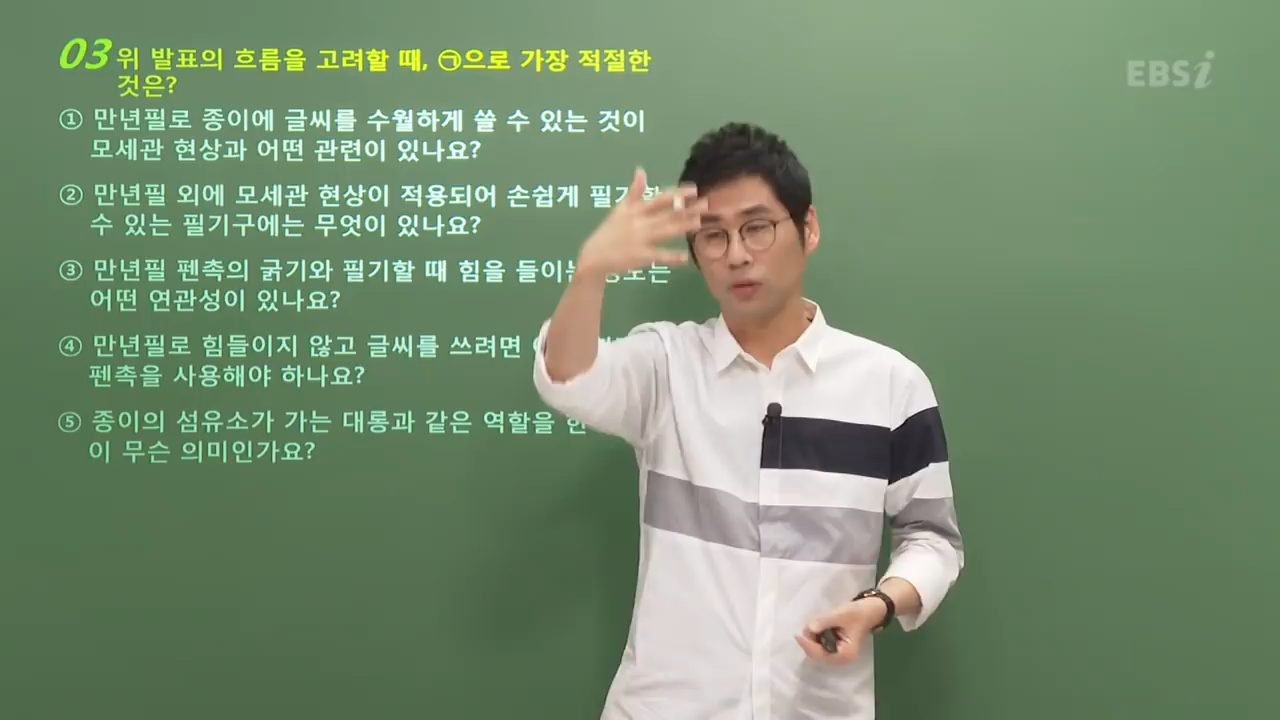 03 위 발표의 흐름을 고려할 때, ㉠으로 가장 적절한
것은?
EBSi
① 만년필로 종이에 글씨를 수월하게 쓸 수 있는 것이
모세관 현상과 어떤 관련이 있나요?
② 만년필 외에 모세관 현상이 적용되어 손쉽게 필기할
수 있는 필기구에는 무엇이 있나요?
③ 만년필 펜촉의 굵기와 필기할 때 힘을 들이는
어떤 연관성이 있나요?
④ 만년필로 힘들이지 않고 글씨를 쓰려면
펜촉을 사용해야 하나요?
⑤ 종이의 섬유소가 가는 대롱과 같은 역할을
이 무슨 의미인가요?